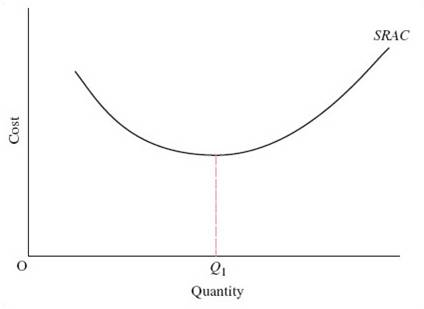 SRAC
Cost
O
Q1
Quantity